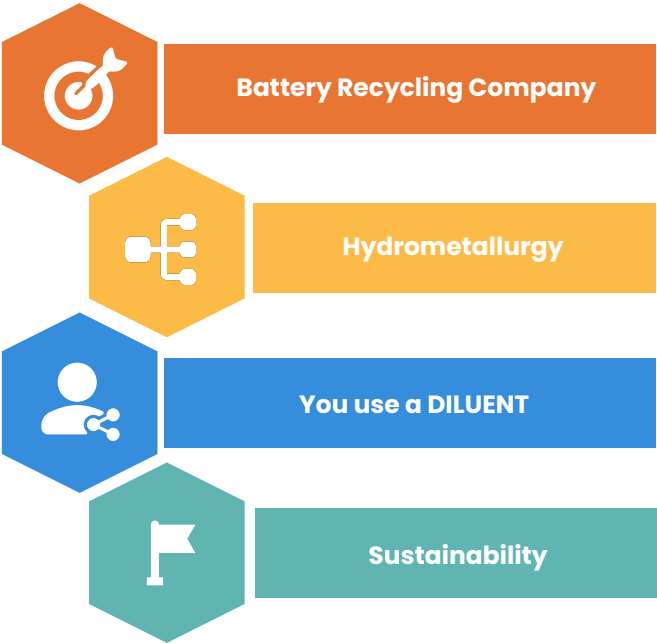 Battery Recycling Company
Hydrometallurgy
You use a DILUENT
Sustainability